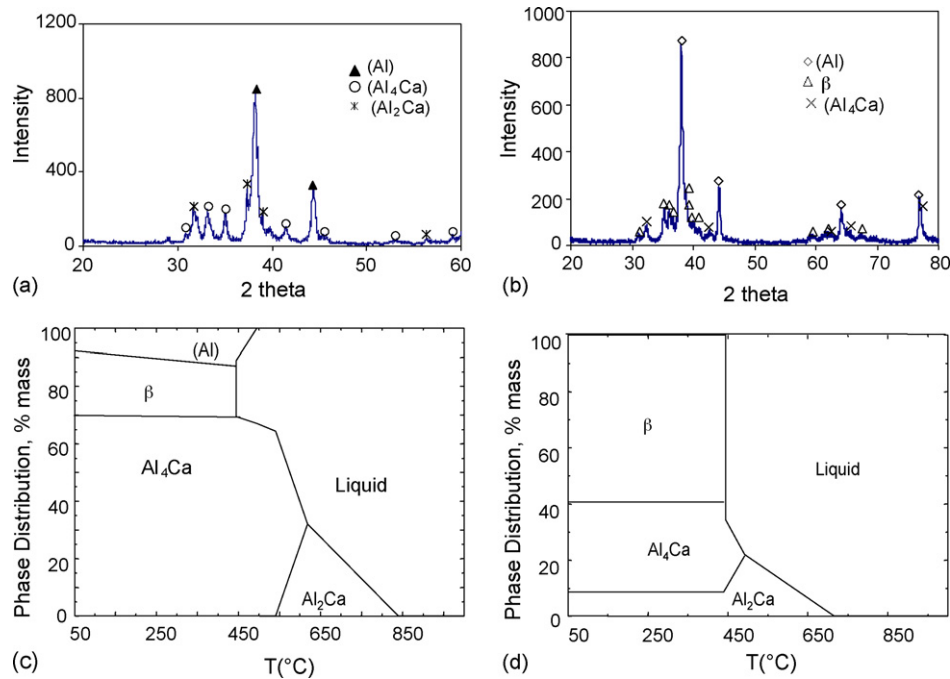 1200
800
400
0
Intensity
(Al)
(Al₄Ca)
(Al₂Ca)
20 30 40 50 60
2 theta
(a)
1000
800
600
400
200
0
Intensity
(Al)
β
(Al₄Ca)
20 30 40 50 60 70 80
2 theta
(b)
100
80
60
40
20
0
Phase Distribution, % mass
(Al)
β
Al₄Ca
Liquid
Al₂Ca
50 250 450 650 850
T(°C)
(c)
100
80
60
40
20
0
Phase Distribution, % mass
β
Liquid
Al₄Ca
Al₂Ca
50 250 450 650 850
T(°C)
(d)